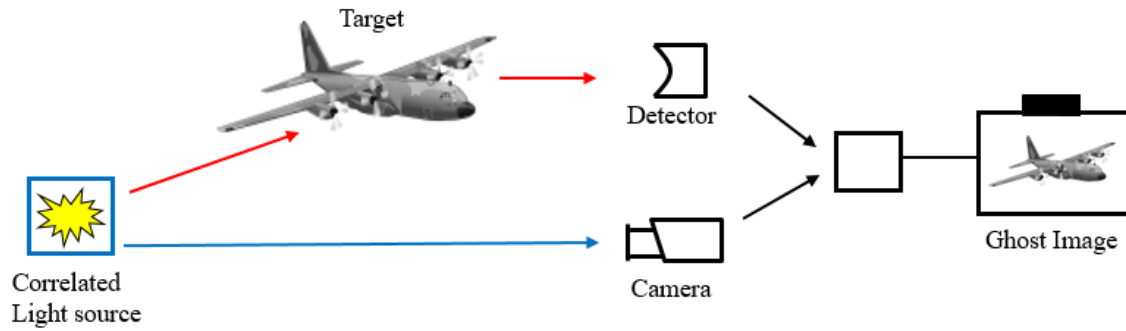 Target
Detector
Camera
Correlated
Light source
Ghost Image